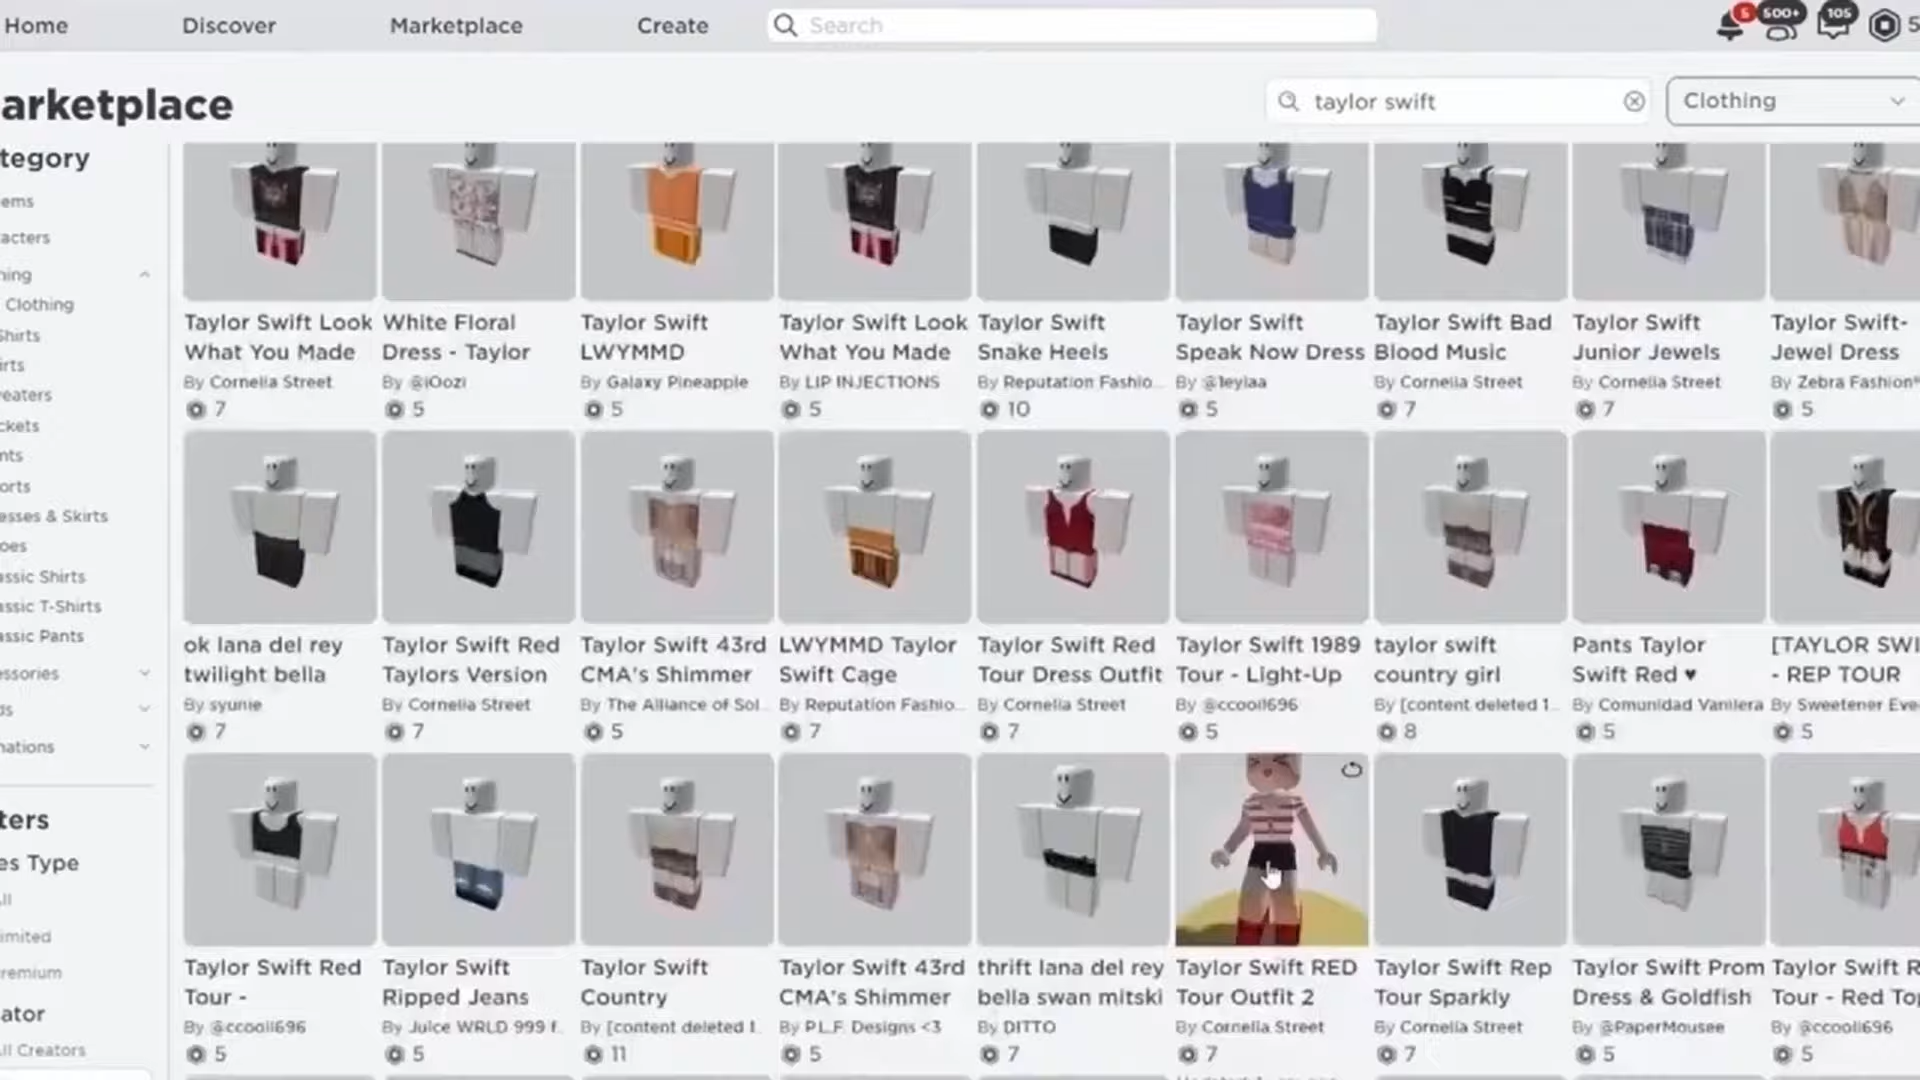 Home Discover Marketplace Create Search 5 500+ 105 5
arketplace taylor swift Clothing
tegory
ems
acters
ning
Clothing
Shirts
irts
eaters
ckets
nts
orts
esses & Skirts
oes
assic Shirts
assic T-Shirts
assic Pants
essories
ds
nations
ters
es Type
All
imited
remium
ator
All Creators
Taylor Swift Look What You Made
By Cornelia Street
7
White Floral Dress - Taylor
By @iOozi
5
Taylor Swift LWYMMD
By Galaxy Pineapple
5
Taylor Swift Look What You Made
By LIP INJECTIONS
5
Taylor Swift Snake Heels
By Reputation Fashio...
10
Taylor Swift Speak Now Dress
By @1eylaa
5
Taylor Swift Bad Blood Music
By Cornelia Street
7
Taylor Swift Junior Jewels
By Cornelia Street
7
Taylor Swift- Jewel Dress
By Zebra Fashion
5
ok lana del rey twilight bella
By syunie
7
Taylor Swift Red Taylors Version
By Cornelia Street
7
Taylor Swift 43rd CMA's Shimmer
By The Alliance of Sol...
5
LWYMMD Taylor Swift Cage
By Reputation Fashio...
7
Taylor Swift Red Tour Dress Outfit
By Cornelia Street
7
Taylor Swift 1989 Tour - Light-Up
By @ccooli696
5
taylor swift country girl
By [content deleted 1...
8
Pants Taylor Swift Red ♥
By Comunidad Vanilera
5
[TAYLOR SWI - REP TOUR
By Sweetener Eve
5
Taylor Swift Red Tour -
By @ccooli696
5
Taylor Swift Ripped Jeans
By Juice WRLD 999 f...
5
Taylor Swift Country
By [content deleted 1...
11
Taylor Swift 43rd CMA's Shimmer
By P.L.F. Designs <3
5
thrift lana del rey bella swan mitski
By DITTO
7
Taylor Swift RED Tour Outfit 2
By Cornelia Street
7
Taylor Swift Rep Tour Sparkly
By Cornelia Street
7
Taylor Swift Prom Dress & Goldfish
By @PaperMousee
5
Taylor Swift R Tour - Red Top
By @ccooli696
5